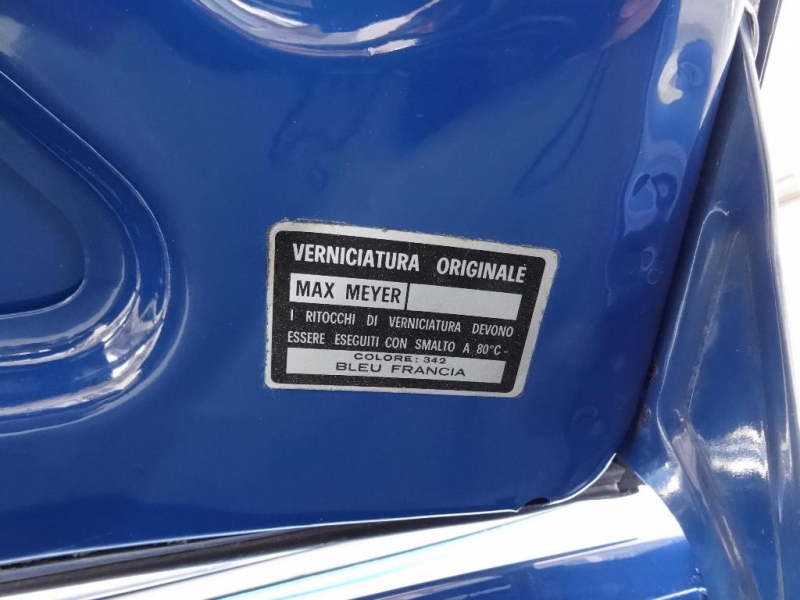 VERNICIATURA ORIGINALE
MAX MEYER
I RITOCCHI DI VERNICIATURA DEVONO
ESSERE ESEGUITI CON SMALTO A 80°C-
COLORE: 342
BLEU FRANCIA